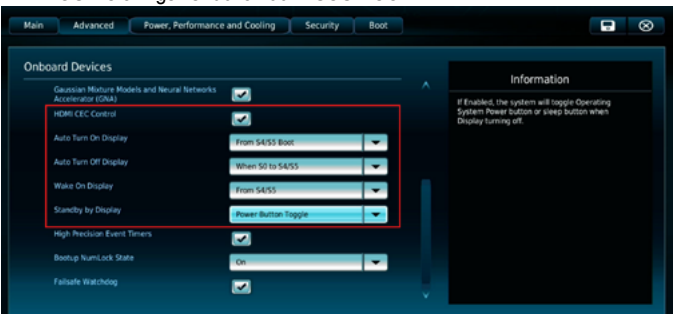 Main Advanced Power, Performance and Cooling Security Boot
Onboard Devices
Gaussian Mixture Models and Neural Networks
Accelerator (GNA)
HDMI CEC Control
Auto Turn On Display From S4/S5 Boot
Auto Turn Off Display When S0 to S4/S5
Wake On Display From S4/S5
Standby by Display Power Button Toggle
High Precision Event Timers
Bootup NumLock State On
Failsafe Watchdog
Information
If Enabled, the system will toggle Operating
System Power button or sleep button when
Display turning off.